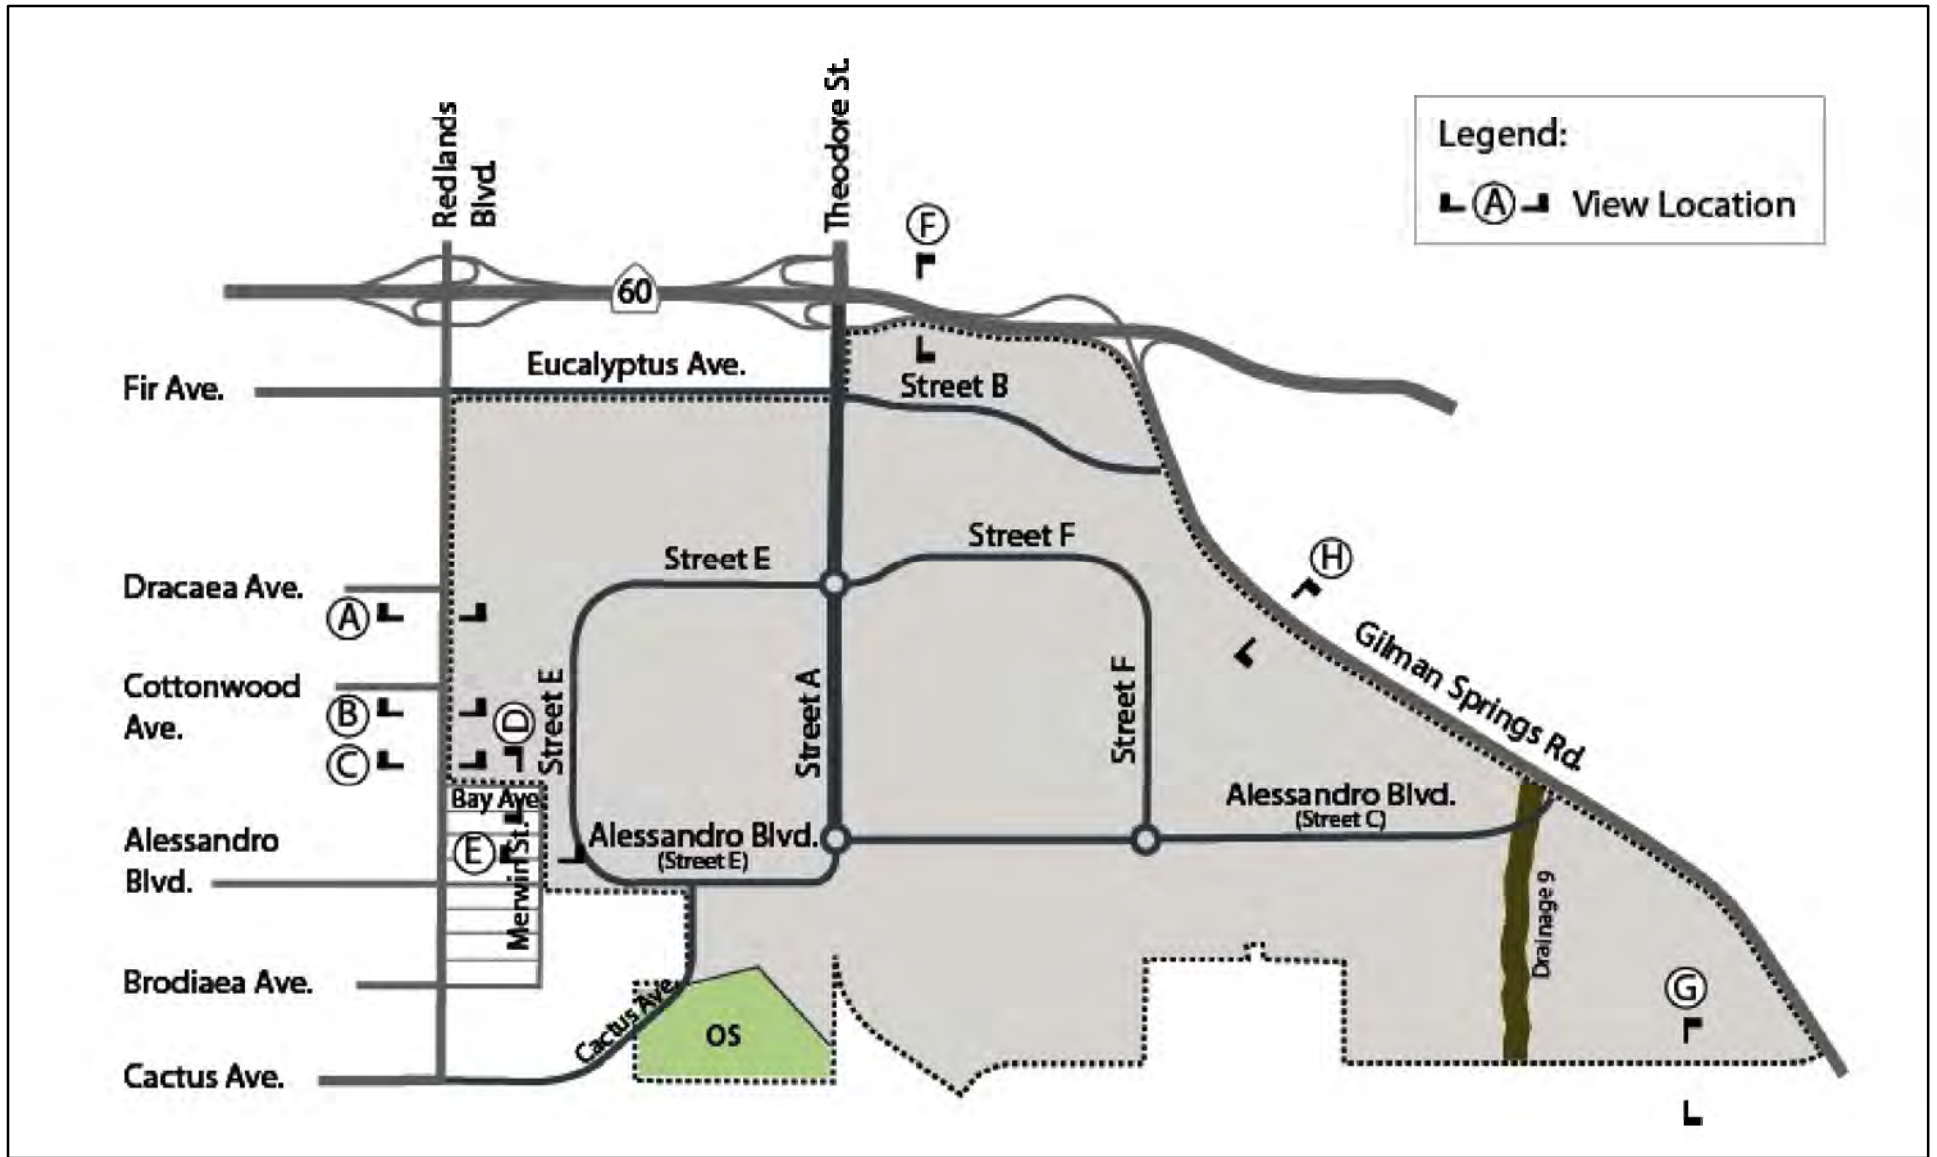 Redlands
Blvd.
Theodore St.
F
Legend:
A View Location
60
Eucalyptus Ave.
Fir Ave.
Street B
Street F
Street E
H
Dracaea Ave.
A
Gilman Springs Rd.
Cottonwood
Ave.
B
D
Street E
Street A
Street F
C
Bay Ave
Alessandro Blvd.
(Street C)
Alessandro
Blvd.
E
Merwin St.
Alessandro Blvd.
(Street E)
Drainage 9
Brodiaea Ave.
G
Cactus Ave.
OS
Cactus Ave.